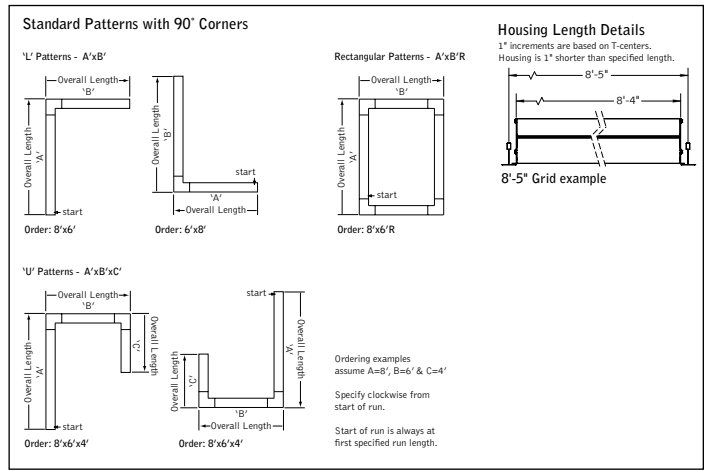 Standard Patterns with 90° Corners
'L' Patterns - A'xB'
Overall Length
'B'
Overall Length
'A'
start
Order: 8'x6'
Overall Length
'B'
start
'A'
Overall Length
Order: 6'x8'
Rectangular Patterns - A'xB'R
Overall Length
'B'
Overall Length
'A'
start
Order: 8'x6'R
Housing Length Details
1" increments are based on T-centers.
Housing is 1" shorter than specified length.
8'-5"
8'-4"
8'-5" Grid example
'U' Patterns - A'xB'xC'
Overall Length
'B'
Overall Length
'A'
'C'
Overall Length
start
Order: 8'x6'x4'
start
Overall Length
'C'
'A'
Overall Length
'B'
Overall Length
Order: 8'x6'x4'
Ordering examples
assume A=8', B=6' & C=4'
Specify clockwise from
start of run.
Start of run is always at
first specified run length.